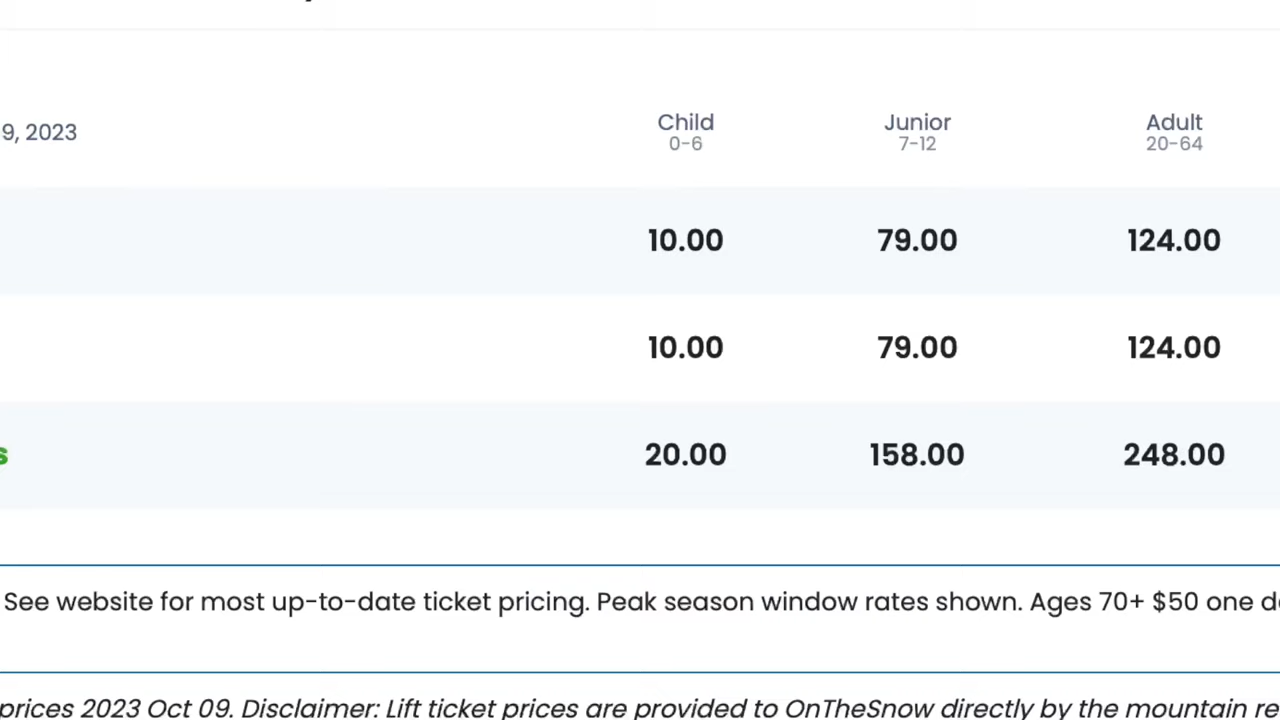 9, 2023
Child
0-6
Junior
7-12
Adult
20-64
10.00 79.00 124.00
10.00 79.00 124.00
s 20.00 158.00 248.00
See website for most up-to-date ticket pricing. Peak season window rates shown. Ages 70+ $50 one d
prices 2023 Oct 09. Disclaimer: Lift ticket prices are provided to OnTheSnow directly by the mountain re